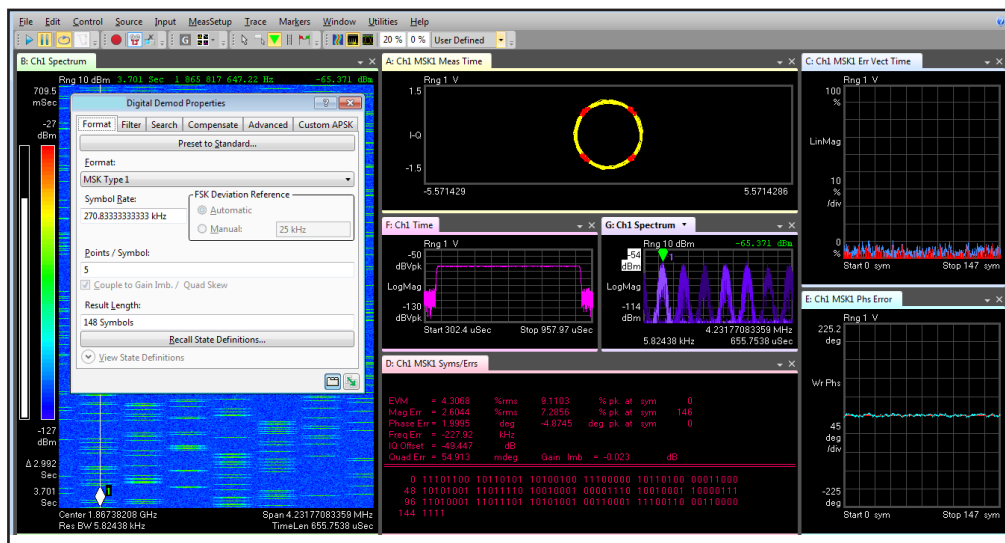 File Edit Control Source Input MeasSetup Trace Markers Window Utilities Help
20 % 0 % User Defined
B: Ch1 Spectrum
Rng 10 dBm 3.701 Sec 1 865 817 647.22 Hz -65.371 dBm
709.5
mSec
-27
dBm
-127
dBm
Δ 2.992
Sec
3.701
Sec
1
Center 1.86738208 GHz Span 4.23177083359 MHz
Res BW 5.82438 kHz TimeLen 655.7538 uSec
Digital Demod Properties
Format Filter Search Compensate Advanced Custom APSK
Preset to Standard...
Format:
MSK Type 1
Symbol Rate:
270.83333333333 kHz
FSK Deviation Reference
Automatic
Manual: 25 kHz
Points / Symbol:
5
Couple to Gain Imb. / Quad Skew
Result Length:
148 Symbols
Recall State Definitions...
View State Definitions
A: Ch1 MSK1 Meas Time
Rng 1 V
1.5
I-Q
-1.5
-5.571429 5.5714286
F: Ch1 Time
Rng 1 V
-50
dBVpk
LogMag
-130
dBVpk
Start 302.4 uSec Stop 957.97 uSec
G: Ch1 Spectrum
Rng 10 dBm -65.371 dBm
-54
dBm
1
LogMag
-114
dBm
4.23177083359 MHz
5.82438 kHz 655.7538 uSec
D: Ch1 MSK1 Syms/Errs
EVM = 4.3068 %rms 9.1103 % pk at sym 0
Mag Err = 2.6044 %rms 7.2856 % pk at sym 146
Phase Err = 1.8995 deg -4.8745 deg pk at sym 0
Freq Err = -227.92 kHz
IQ Offset = -49.447 dB
Quad Err = 54.913 mdeg Gain Imb = -0.023 dB
0 11101100 10110101 10100100 11100000 10110100 00011000
48 10101001 11011110 10010001 00001110 10010001 10000111
96 11010001 11011101 10101001 00110001 11100110 00110000
144 1111
C: Ch1 MSK1 Err Vect Time
Rng 1 V
100
%
LinMag
10
%
/div
0
%
Start 0 sym Stop 147 sym
E: Ch1 MSK1 Phs Error
Rng 1 V
225.2
deg
Wr Phs
45
deg
/div
-225
deg
Start 0 sym Stop 147 sym